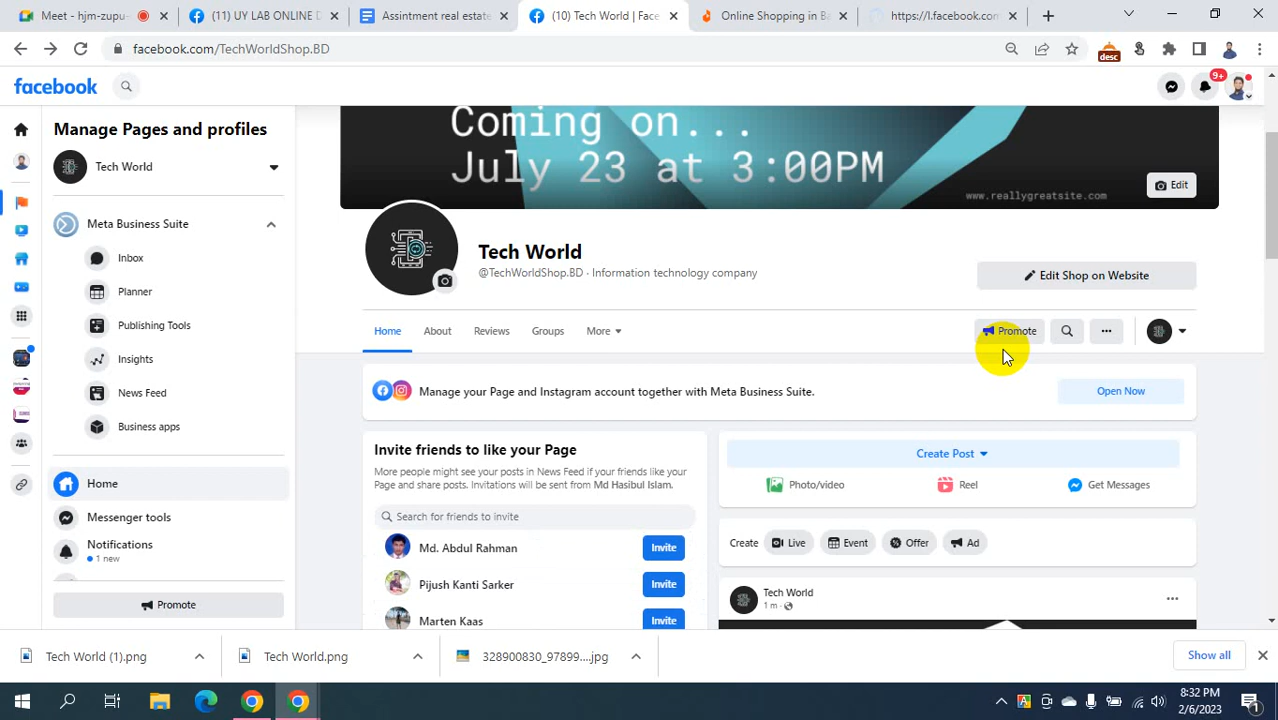 Meet - hjm-zupu-
(11) UY LAB ONLINE D
Assintment real estate
(10) Tech World | Face
Online Shopping in Ba
https://l.facebook.com
facebook.com/TechWorldShop.BD
desc
facebook
9+
Manage Pages and profiles
Tech World
Meta Business Suite
Inbox
Planner
Publishing Tools
Insights
News Feed
Business apps
Home
Messenger tools
Notifications
1 new
Promote
Coming on...
July 23 at 3:00PM
www.reallygreatsite.com
Edit
Tech World
@TechWorldShop.BD · Information technology company
Edit Shop on Website
Home
About
Reviews
Groups
More
Promote
Manage your Page and Instagram account together with Meta Business Suite.
Open Now
Invite friends to like your Page
More people might see your posts in News Feed if your friends like your
Page and share posts. Invitations will be sent from Md Hasibul Islam.
Search for friends to invite
Md. Abdul Rahman
Invite
Pijush Kanti Sarker
Invite
Marten Kaas
Invite
Create Post
Photo/video
Reel
Get Messages
Create
Live
Event
Offer
Ad
Tech World
1 m ·
Tech World (1).png
Tech World.png
328900830_97899....jpg
Show all
8:32 PM
2/6/2023
1